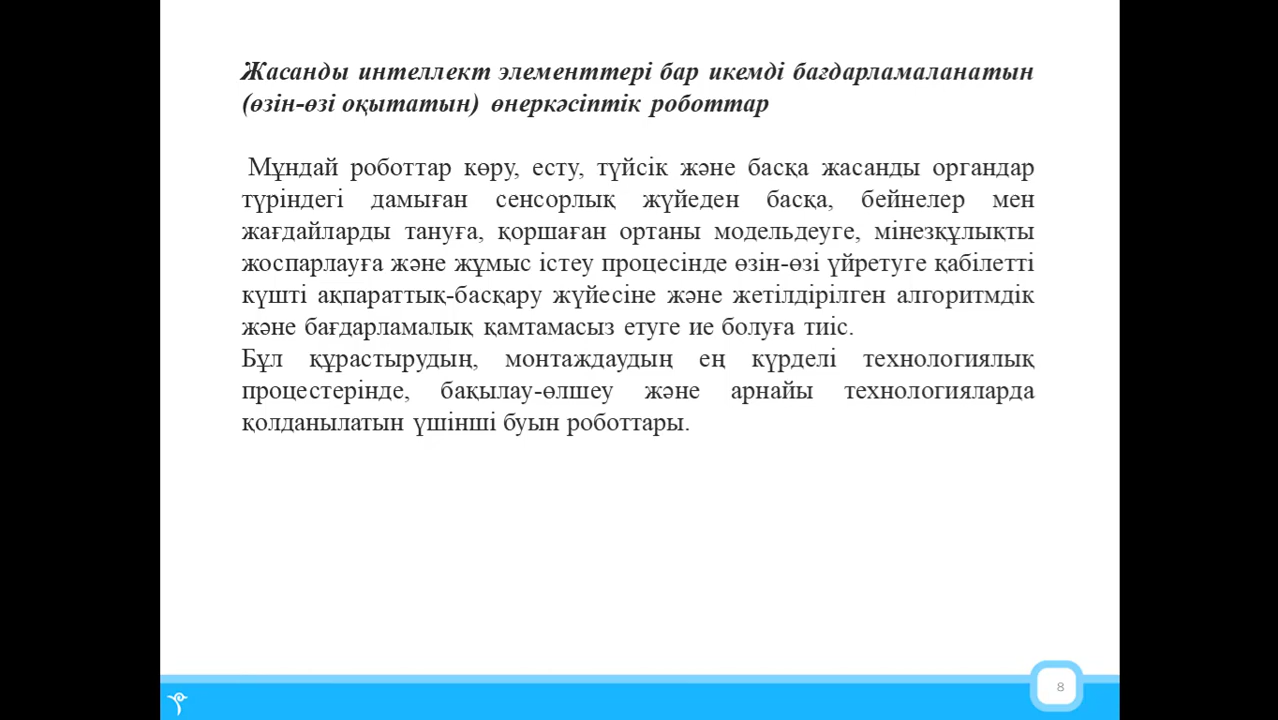 Жасанды интеллект элементтері бар икемді бағдарламаланатын
(өзін-өзі оқытатын) өнеркәсіптік роботтар
Мұндай роботтар көру, есту, түйсік және басқа жасанды органдар
түріндегі дамыған сенсорлық жүйеден басқа, бейнелер мен
жағдайларды тануға, қоршаған ортаны модельдеуге, мінезқұлықты
жоспарлауға және жұмыс істеу процесінде өзін-өзі үйретуге қабілетті
күшті ақпараттық-басқару жүйесіне және жетілдірілген алгоритмдік
және бағдарламалық қамтамасыз етуге ие болуға тиіс.
Бұл құрастырудың, монтаждаудың ең күрделі технологиялық
процестерінде, бақылау-өлшеу және арнайы технологияларда
қолданылатын үшінші буын роботтары.
8